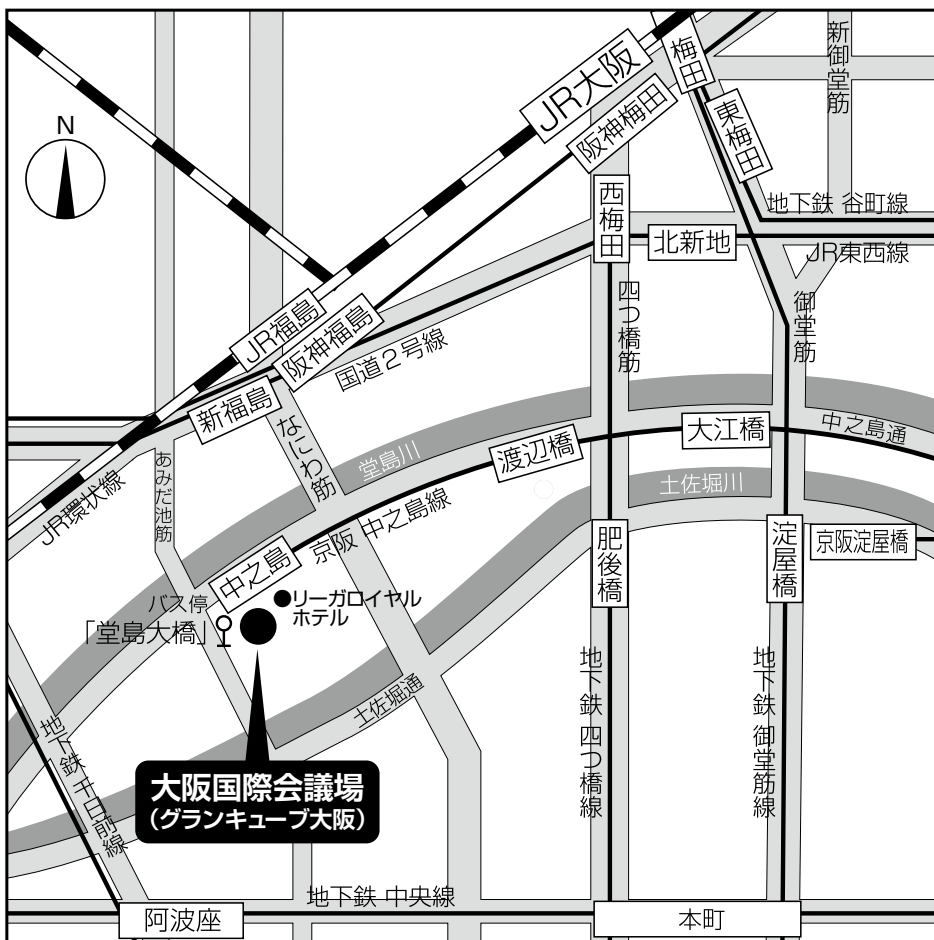 N
JR大阪
阪神梅田
梅田
東梅田
新御堂筋
西梅田
北新地
地下鉄 谷町線
JR東西線
四つ橋筋
御堂筋
JR福島
阪神福島
国道2号線
新福島
なにわ筋
あみだ池筋
JR環状線
堂島川
渡辺橋
大江橋
中之島通
土佐堀川
京阪 中之島線
中之島
肥後橋
淀屋橋
京阪淀屋橋
バス停
「堂島大橋」
リーガロイヤル
ホテル
土佐堀通
地下鉄 四つ橋線
地下鉄 御堂筋線
地下鉄 千日前線
大阪国際会議場
(グランキューブ大阪)
地下鉄 中央線
阿波座
本町